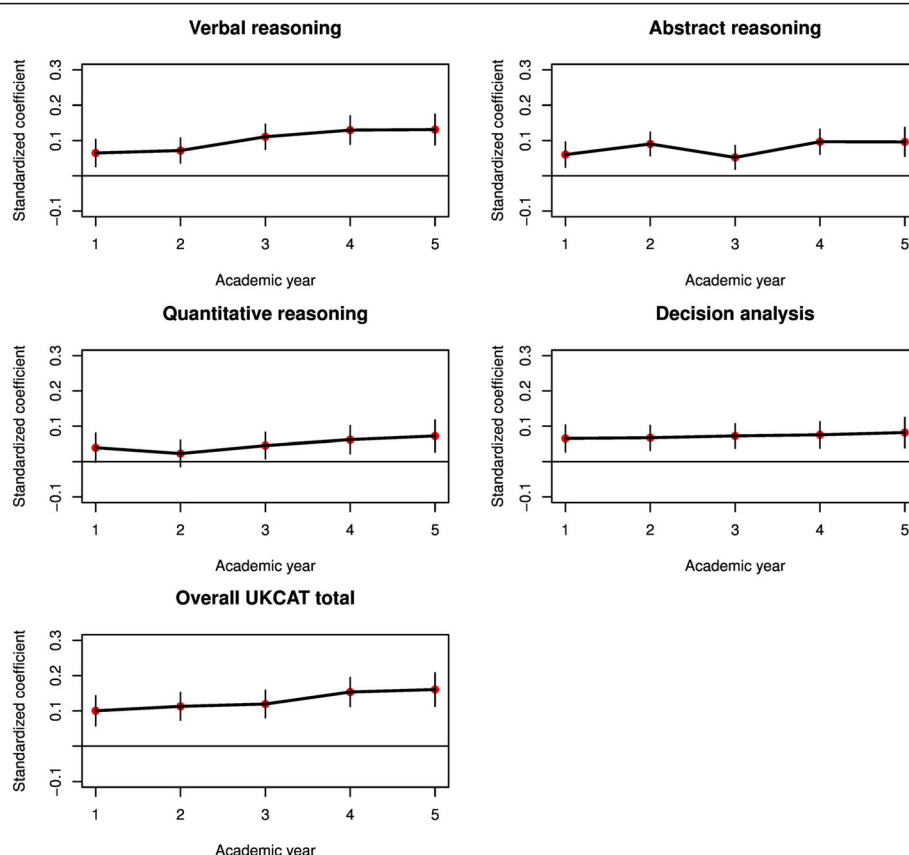 Verbal reasoning
Standardized coefficient
0.3
0.2
0.1
−0.1
1 2 3 4 5
Academic year
Abstract reasoning
Standardized coefficient
0.3
0.2
0.1
−0.1
1 2 3 4 5
Academic year
Quantitative reasoning
Standardized coefficient
0.3
0.2
0.1
−0.1
1 2 3 4 5
Academic year
Decision analysis
Standardized coefficient
0.3
0.2
0.1
−0.1
1 2 3 4 5
Academic year
Overall UKCAT total
Standardized coefficient
0.3
0.2
0.1
−0.1
1 2 3 4 5
Academic year